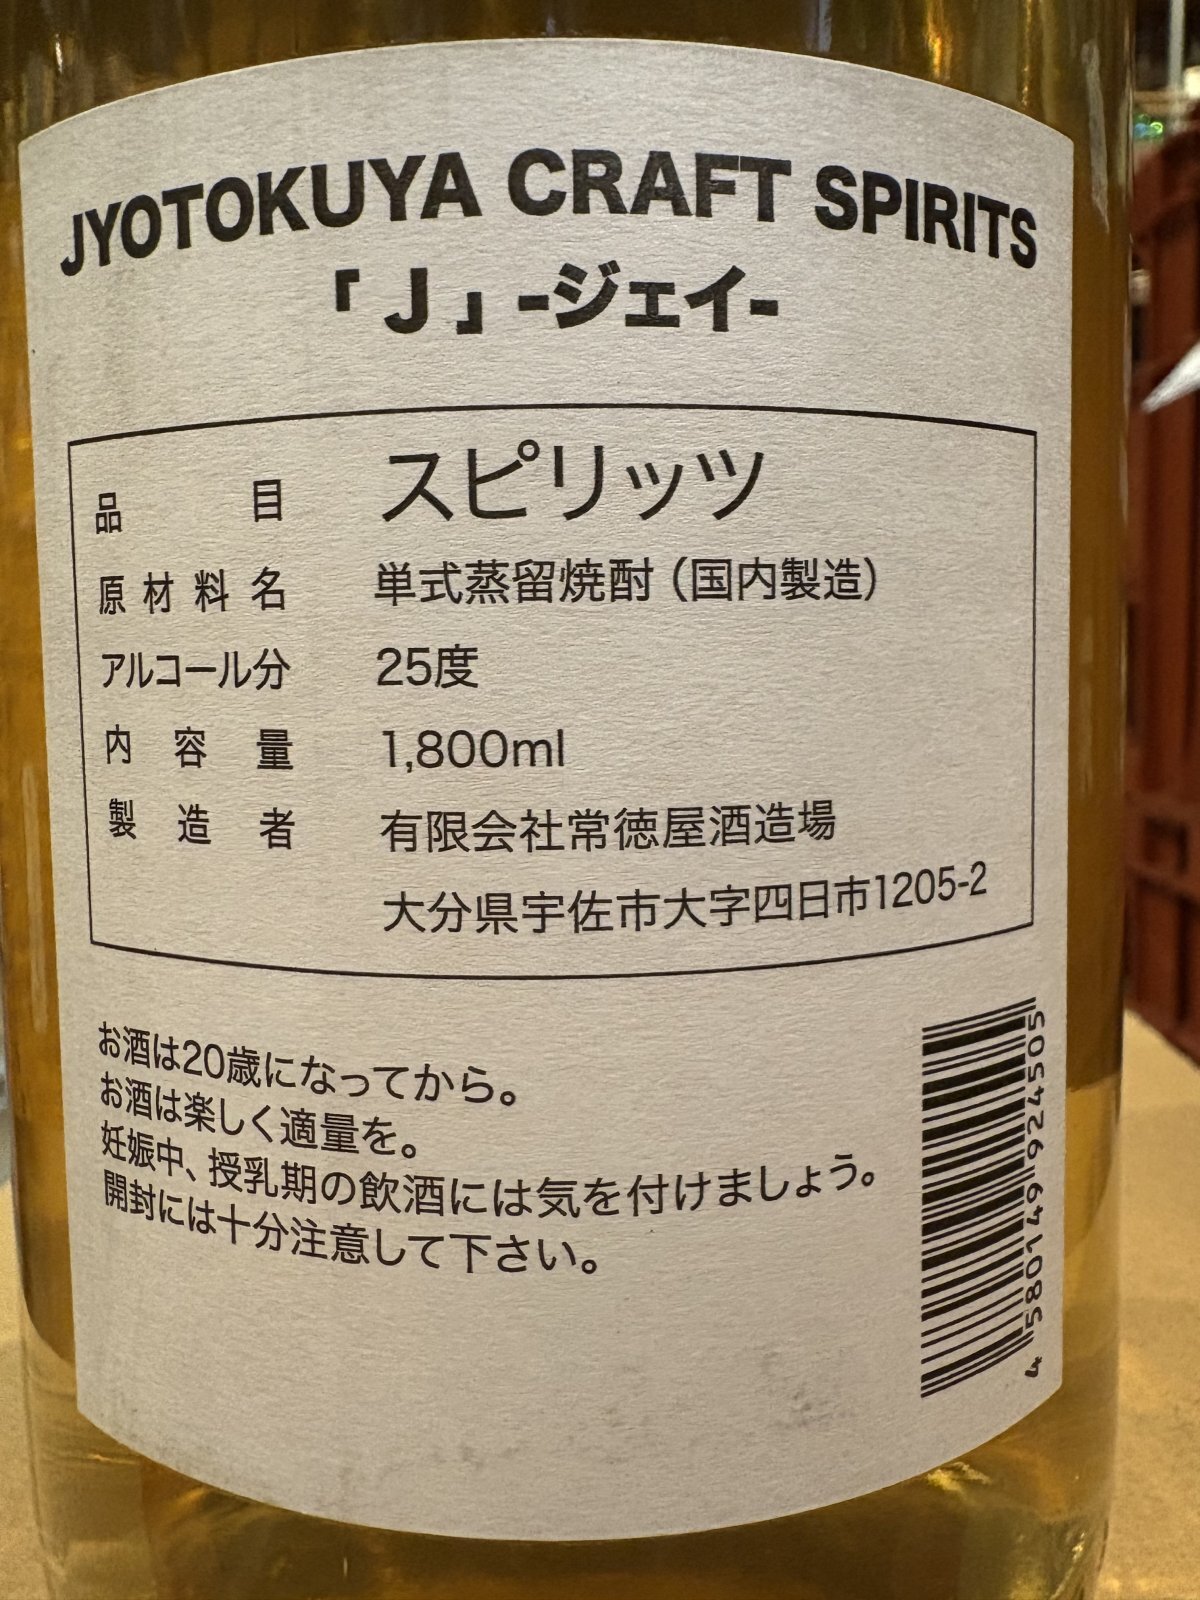 JYOTOKUYA CRAFT SPIRITS
「J」-ジェイ-
品目 スピリッツ
原材料名 単式蒸留焼酎（国内製造）
アルコール分 25度
内容量 1,800ml
製造者 有限会社常徳屋酒造場
大分県宇佐市大字四日市1205-2
お酒は20歳になってから。
お酒は楽しく適量を。
妊娠中、授乳期の飲酒には気を付けましょう。
開封には十分注意して下さい。
4 580149 924505